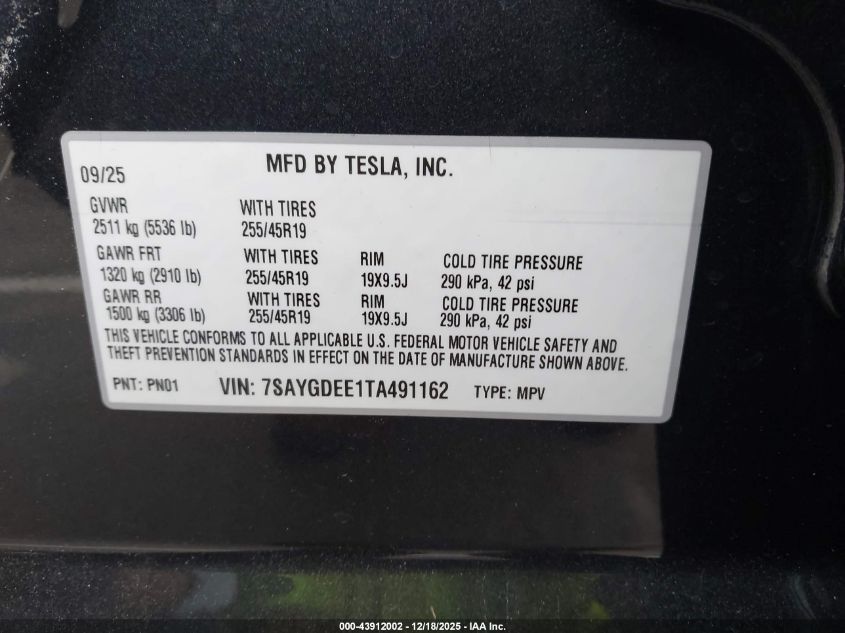 MFD BY TESLA, INC.
09/25
GVWR WITH TIRES
2511 kg (5536 lb) 255/45R19
GAWR FRT WITH TIRES RIM COLD TIRE PRESSURE
1320 kg (2910 lb) 255/45R19 19X9.5J 290 kPa, 42 psi
GAWR RR WITH TIRES RIM COLD TIRE PRESSURE
1500 kg (3306 lb) 255/45R19 19X9.5J 290 kPa, 42 psi
THIS VEHICLE CONFORMS TO ALL APPLICABLE U.S. FEDERAL MOTOR VEHICLE SAFETY AND
THEFT PREVENTION STANDARDS IN EFFECT ON THE DATE OF MANUFACTURE SHOWN ABOVE.
PNT: PN01 VIN: 7SAYGDEE1TA491162 TYPE: MPV
000-43912002 - 12/18/2025 - IAA Inc.